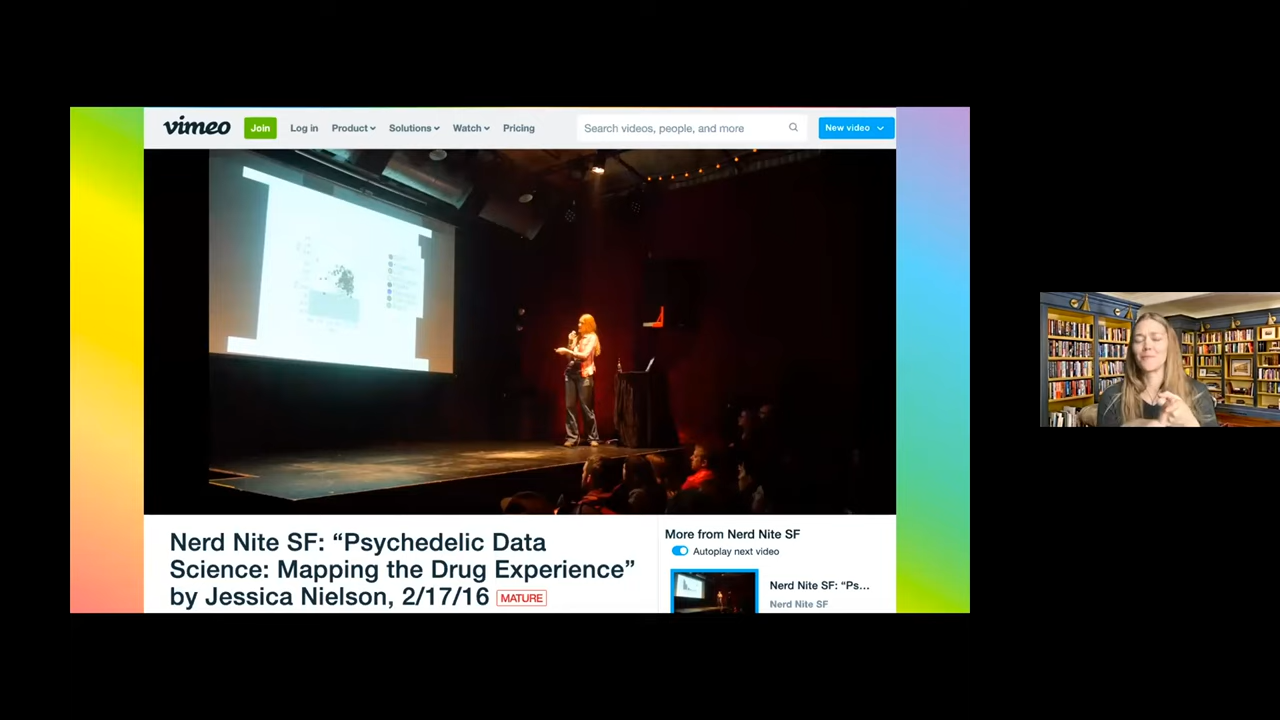 vimeo
Join
Log in
Product
Solutions
Watch
Pricing
Search videos, people, and more
New video
Nerd Nite SF: “Psychedelic Data
Science: Mapping the Drug Experience”
by Jessica Nielson, 2/17/16
MATURE
More from Nerd Nite SF
Autoplay next video
Nerd Nite SF: “Ps...
Nerd Nite SF